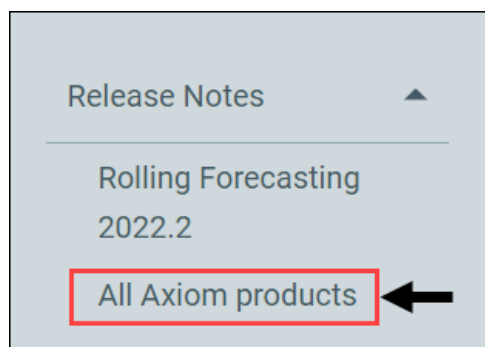 Release Notes
Rolling Forecasting
2022.2
All Axiom products